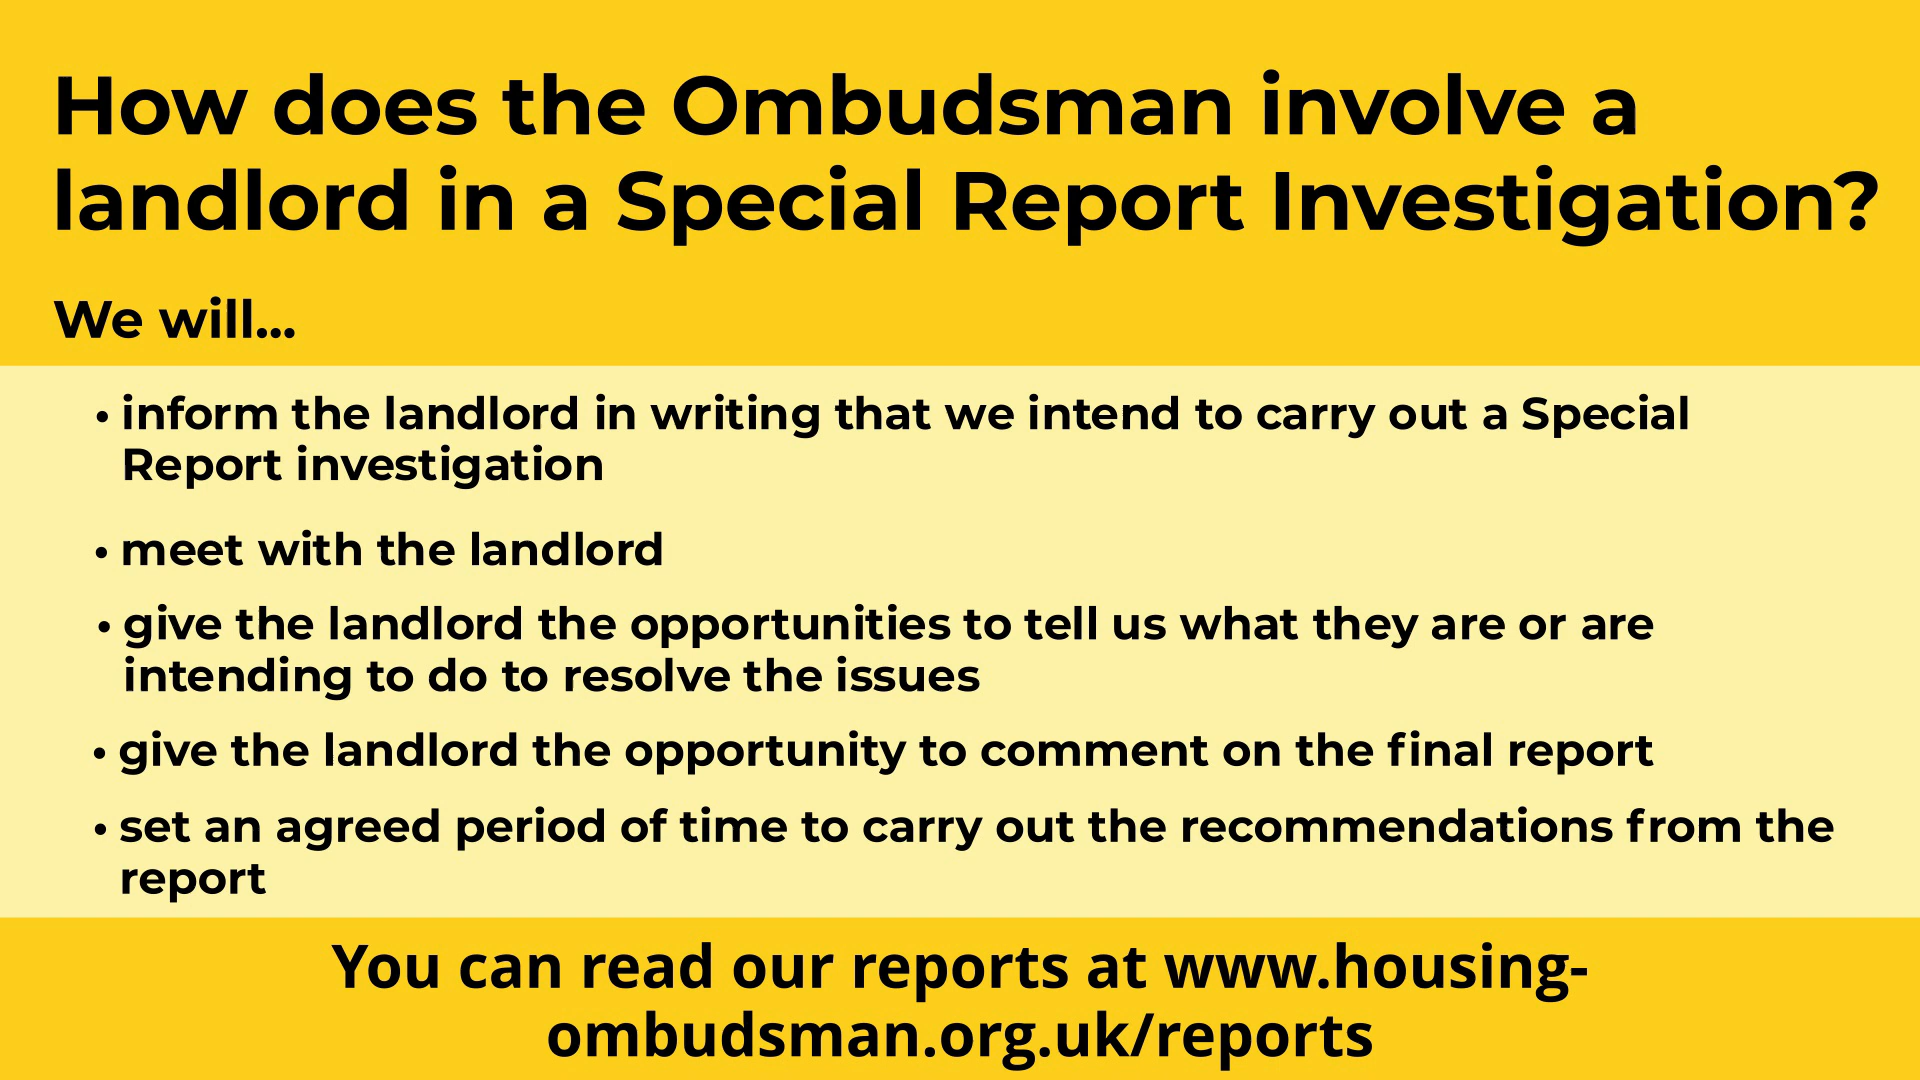 How does the Ombudsman involve a
landlord in a Special Report Investigation?
We will...
• inform the landlord in writing that we intend to carry out a Special
Report investigation
• meet with the landlord
• give the landlord the opportunities to tell us what they are or are
intending to do to resolve the issues
• give the landlord the opportunity to comment on the final report
• set an agreed period of time to carry out the recommendations from the
report
You can read our reports at www.housing-
ombudsman.org.uk/reports